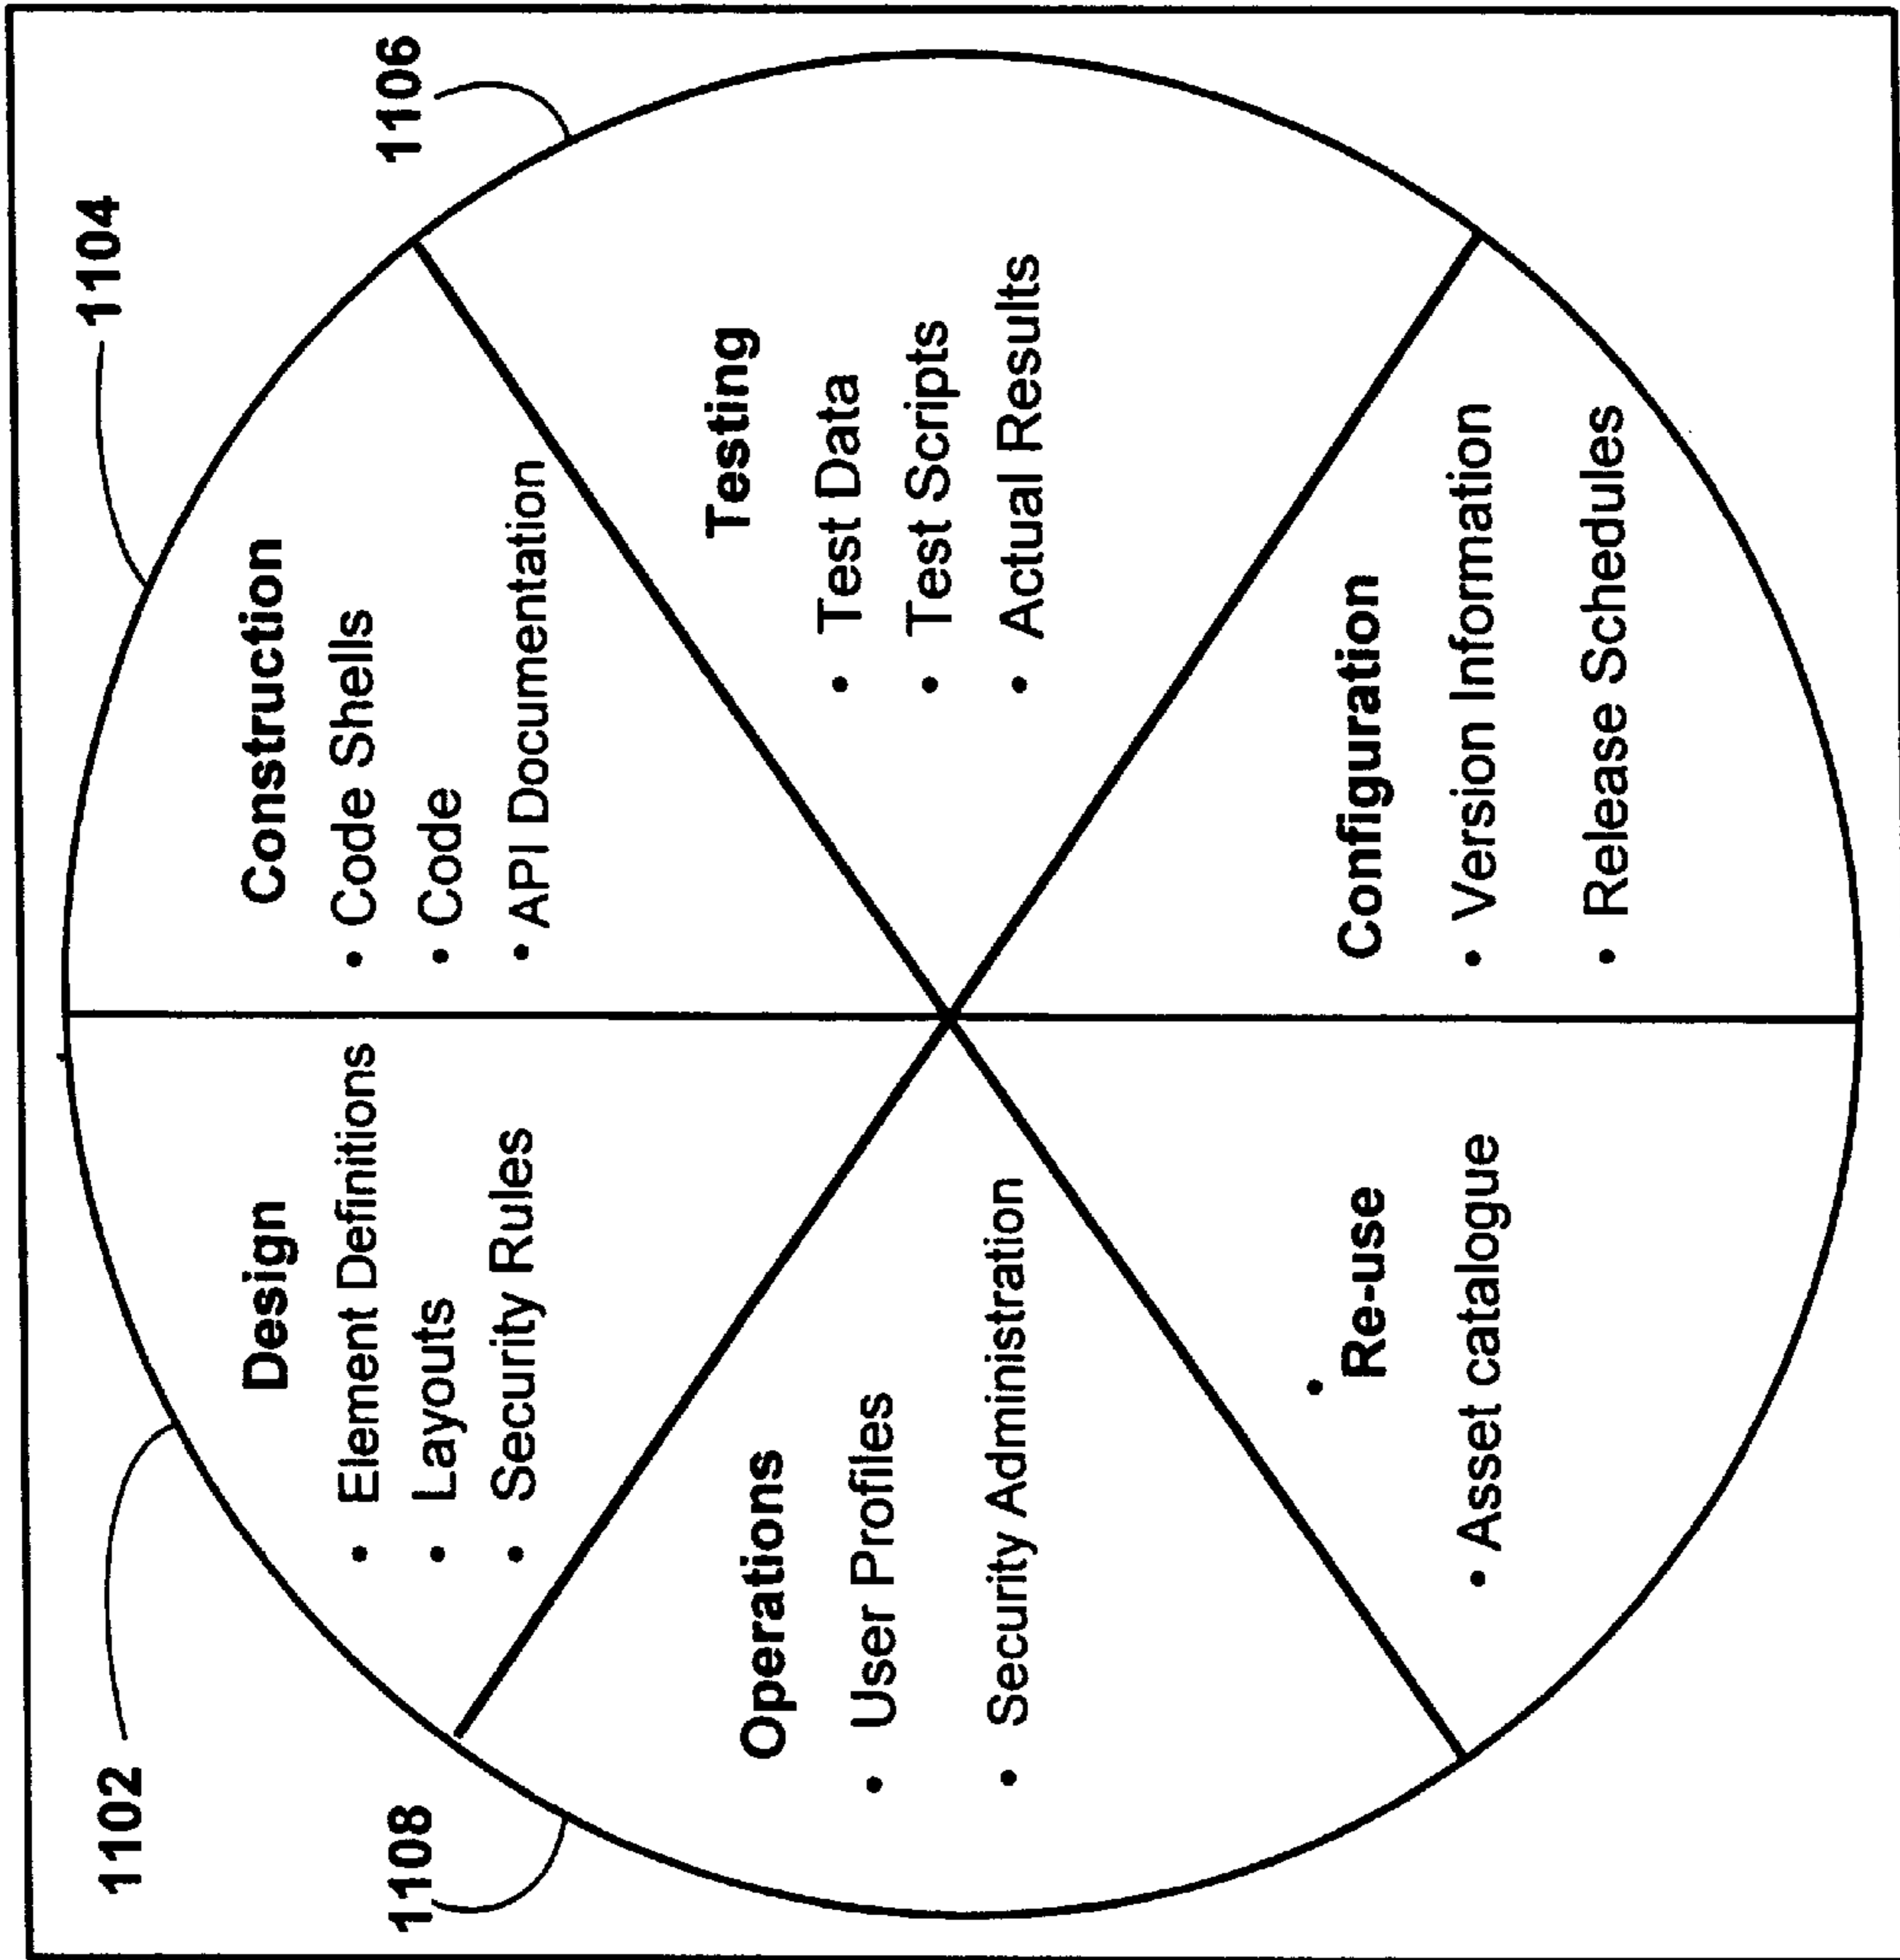 1102
1104
1106
1108
Design
• Element Definitions
• Layouts
• Security Rules
Construction
• Code Shells
• Code
• API Documentation
Operations
• User Profiles
• Security Administration
Testing
• Test Data
• Test Scripts
• Actual Results
• Re-use
• Asset catalogue
Configuration
• Version Information
• Release Schedules